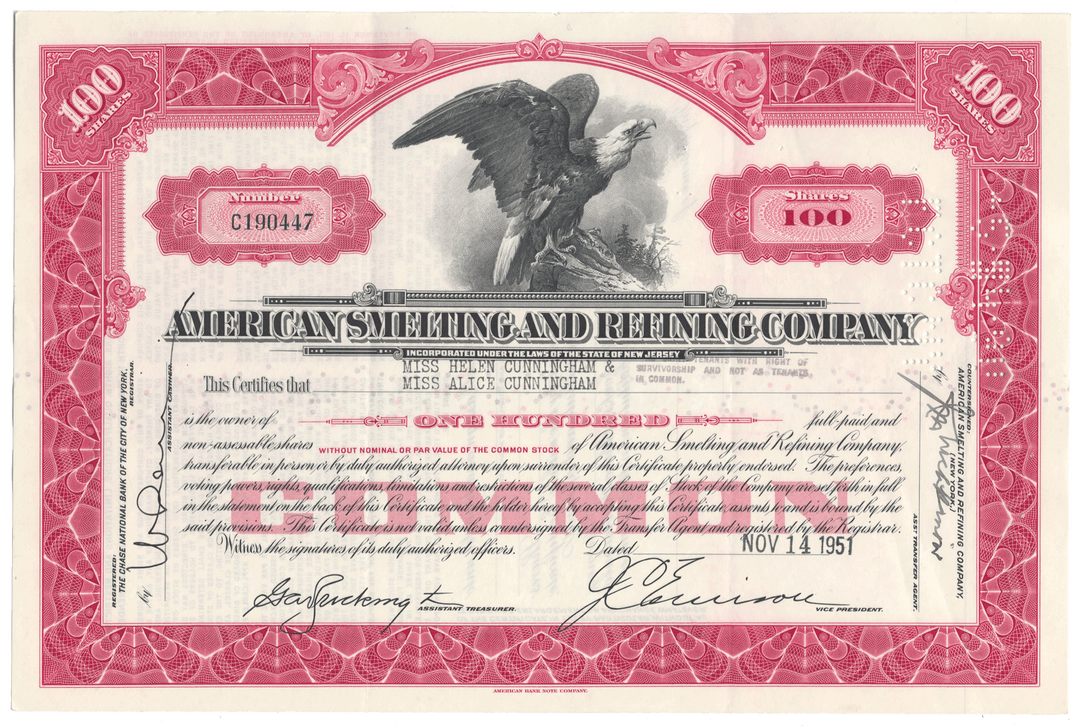 100 SHARES
100 SHARES
Number
C190447
Shares
100
AMERICAN SMELTING AND REFINING COMPANY
INCORPORATED UNDER THE LAWS OF THE STATE OF NEW JERSEY
This Certifies that
MISS HELEN CUNNINGHAM &
MISS ALICE CUNNINGHAM
TENANTS WITH RIGHT OF
SURVIVORSHIP AND NOT AS TENANTS
IN COMMON.
is the owner of ONE HUNDRED full-paid and
non-assessable shares WITHOUT NOMINAL OR PAR VALUE OF THE COMMON STOCK of American Smelting and Refining Company,
transferable in person or by duly authorized attorney upon surrender of this Certificate properly endorsed. The preferences,
voting powers, rights, qualifications, limitations and restrictions of the several classes of Stock of the Company are set forth in full
in the statement on the back of this Certificate and the holder hereof by accepting this Certificate assents to and is bound by the
said provisions. This Certificate is not valid unless countersigned by the Transfer Agent and registered by the Registrar.
COMMON
Witness the signatures of its duly authorized officers. Dated NOV 14 1951
ASSISTANT TREASURER.
VICE PRESIDENT.
REGISTERED:
THE CHASE NATIONAL BANK OF THE CITY OF NEW YORK,
REGISTRAR.
By
ASSISTANT CASHIER.
COUNTERSIGNED:
AMERICAN SMELTING AND REFINING COMPANY,
(NEW YORK,)
by
ASS'T TRANSFER AGENT.
AMERICAN BANK NOTE COMPANY.